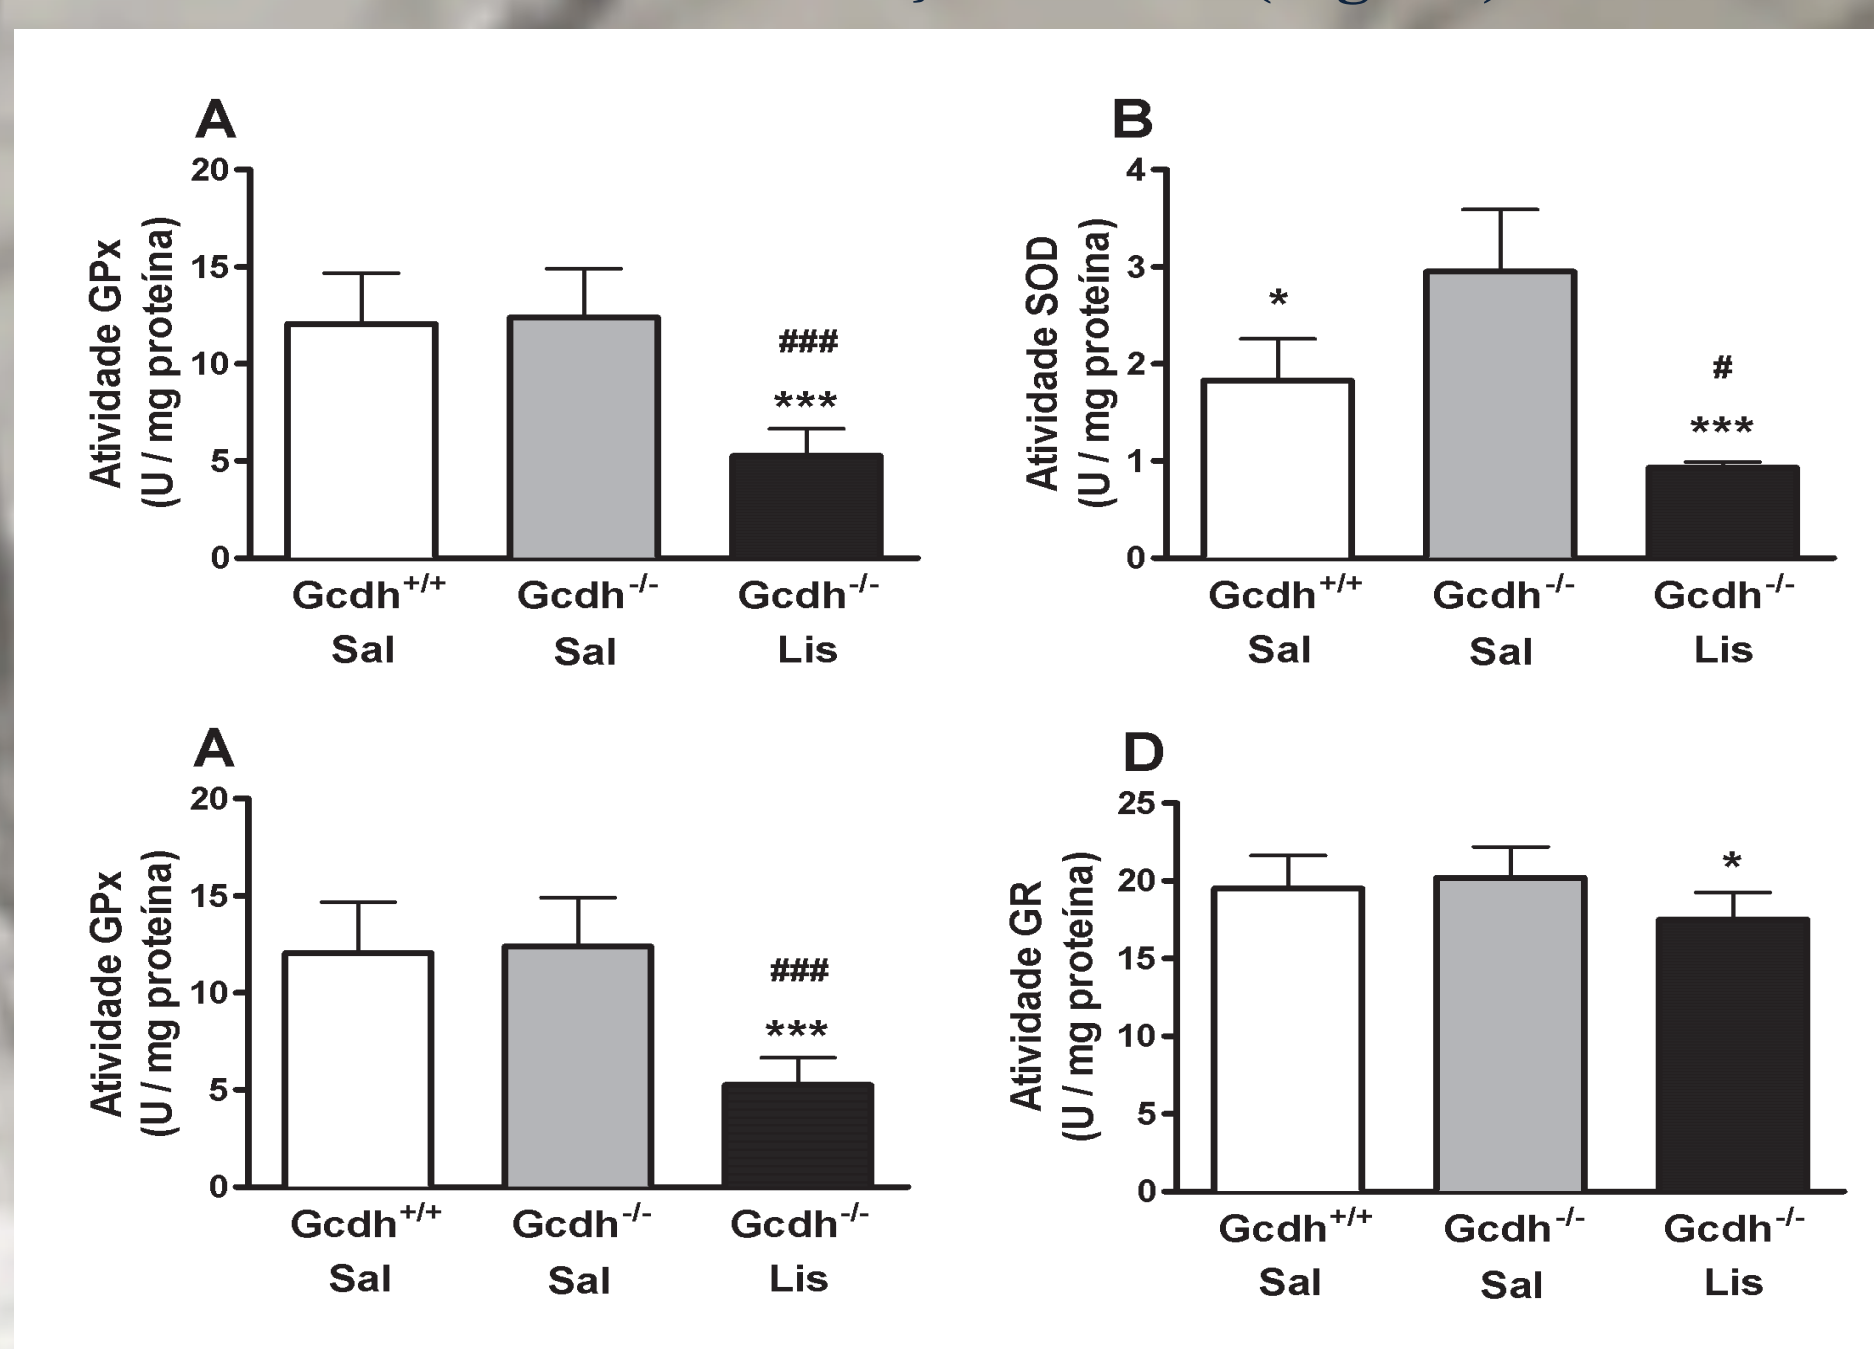 A
Atividade GPx
(U / mg proteína)
20
15
10
5
0
###
***
Gcdh+/+ Gcdh-/- Gcdh-/-
Sal Sal Lis
B
Atividade SOD
(U / mg proteína)
4
3
2
1
0
*
#
***
Gcdh+/+ Gcdh-/- Gcdh-/-
Sal Sal Lis
A
Atividade GPx
(U / mg proteína)
20
15
10
5
0
###
***
Gcdh+/+ Gcdh-/- Gcdh-/-
Sal Sal Lis
D
Atividade GR
(U / mg proteína)
25
20
15
10
5
0
*
Gcdh+/+ Gcdh-/- Gcdh-/-
Sal Sal Lis